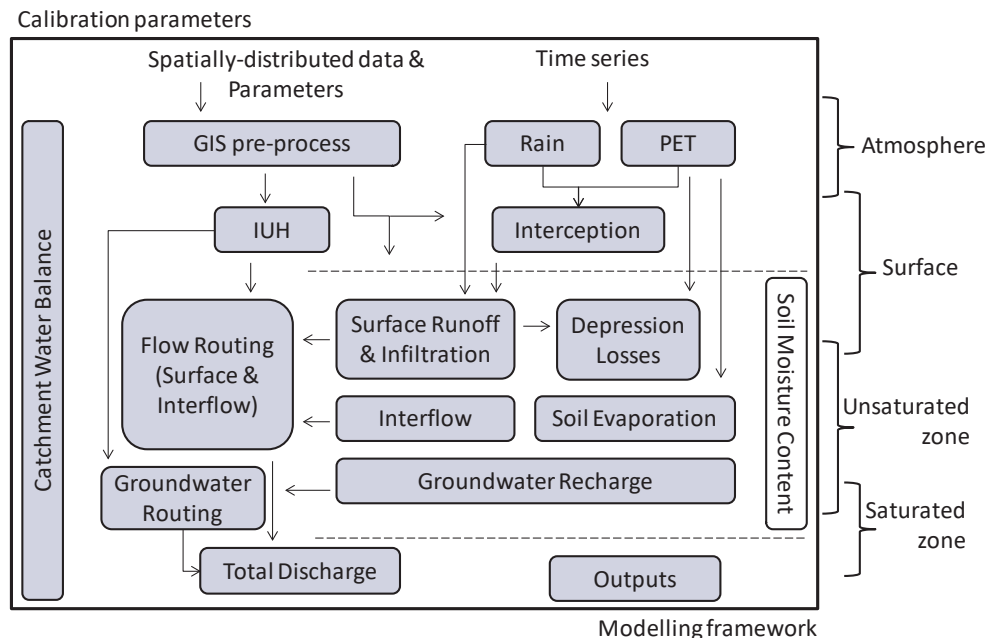 Calibration parameters
Spatially-distributed data &
Parameters
Time series
GIS pre-process
Rain
PET
Atmosphere
IUH
Interception
Surface
Catchment Water Balance
Flow Routing
(Surface &
Interflow)
Surface Runoff
& Infiltration
Depression
Losses
Soil Moisture Content
Interflow
Soil Evaporation
Unsaturated
zone
Groundwater
Routing
Groundwater Recharge
Saturated
zone
Total Discharge
Outputs
Modelling framework